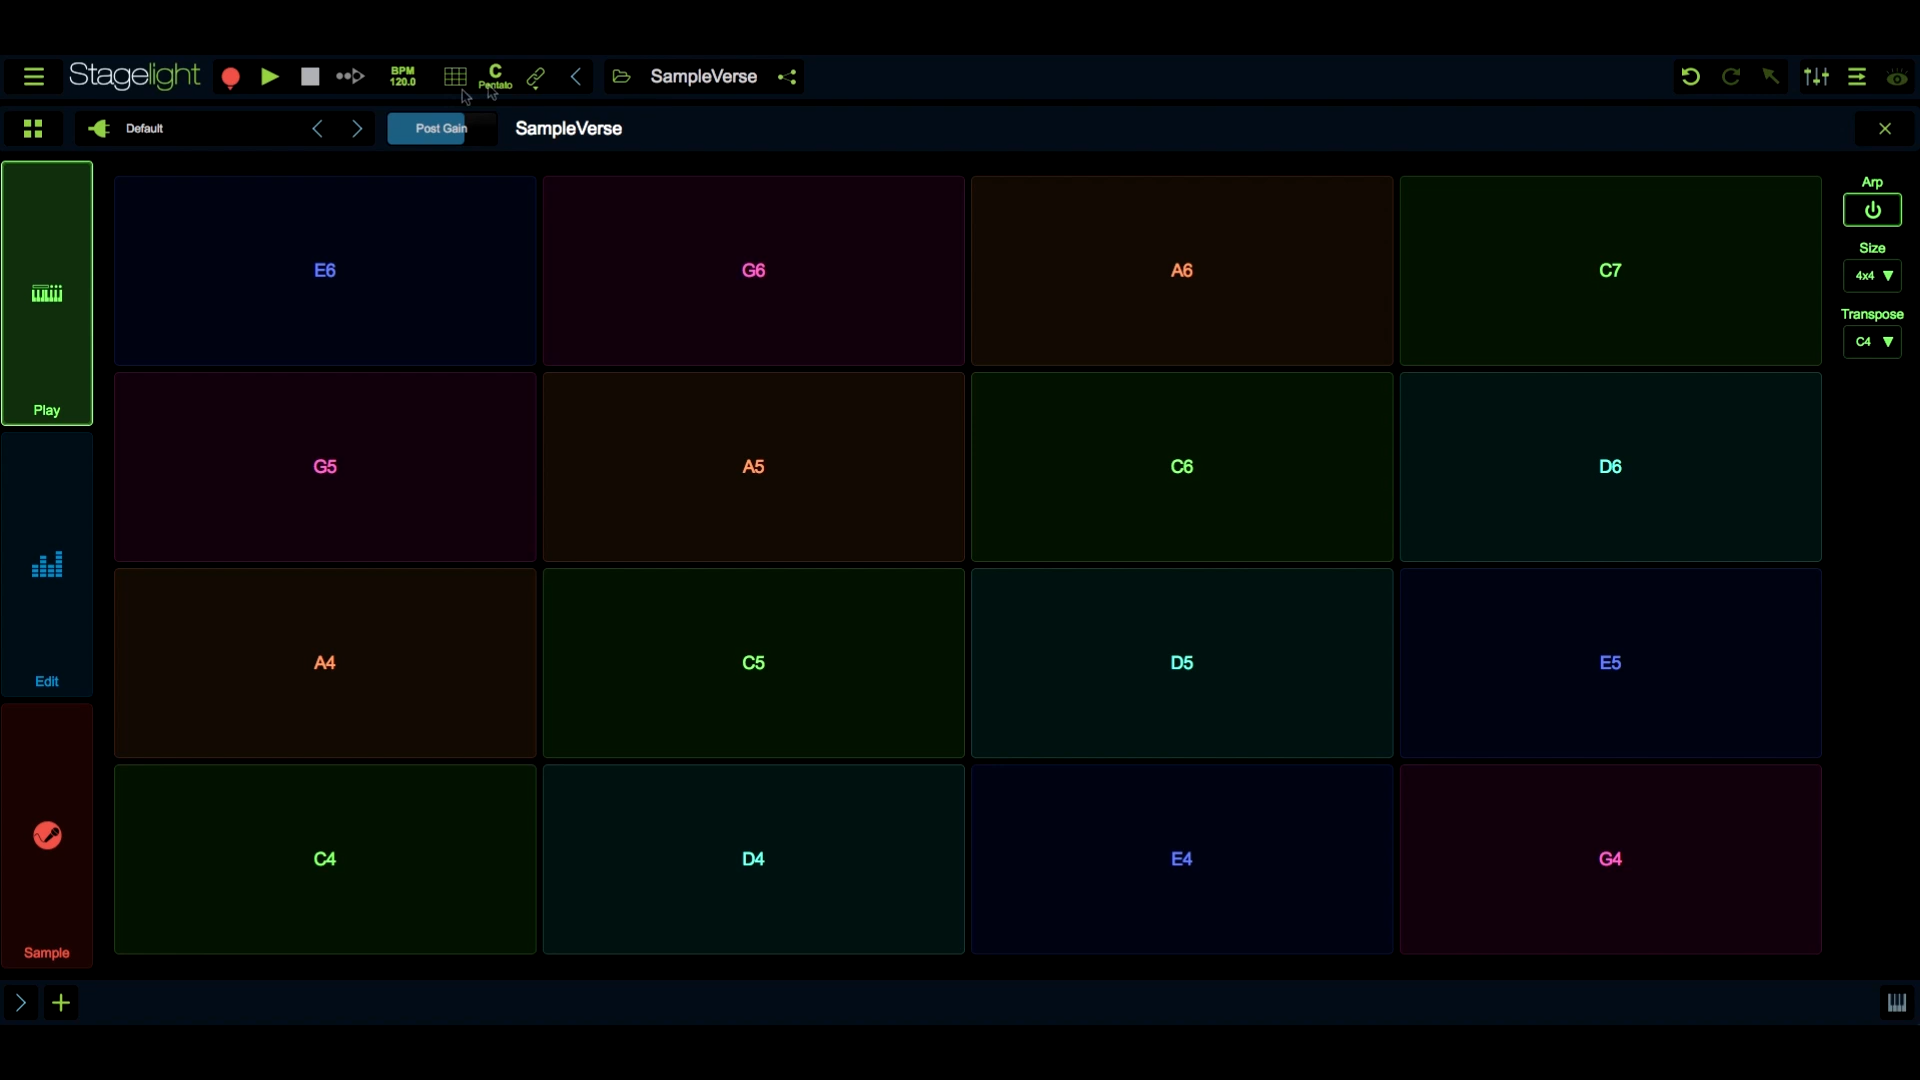 Stagelight
BPM
120.0
C
Pentato
SampleVerse
Default
Post Gain
SampleVerse
Arp
Size
4x4
Transpose
C4
Play
Edit
Sample
E6 G6 A6 C7
G5 A5 C6 D6
A4 C5 D5 E5
C4 D4 E4 G4